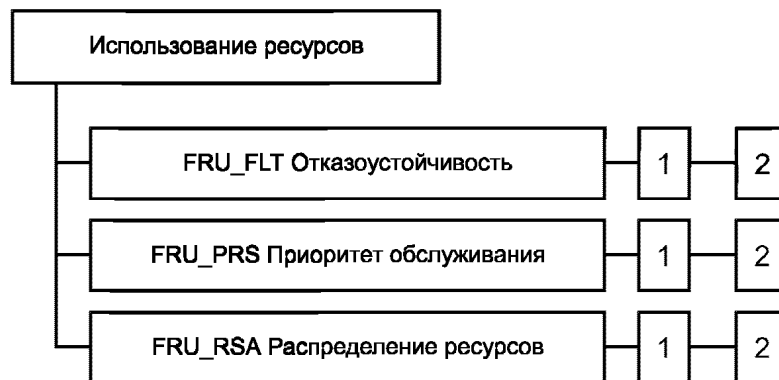 Использование ресурсов
FRU_FLT Отказоустойчивость 1 2
FRU_PRS Приоритет обслуживания 1 2
FRU_RSA Распределение ресурсов 1 2